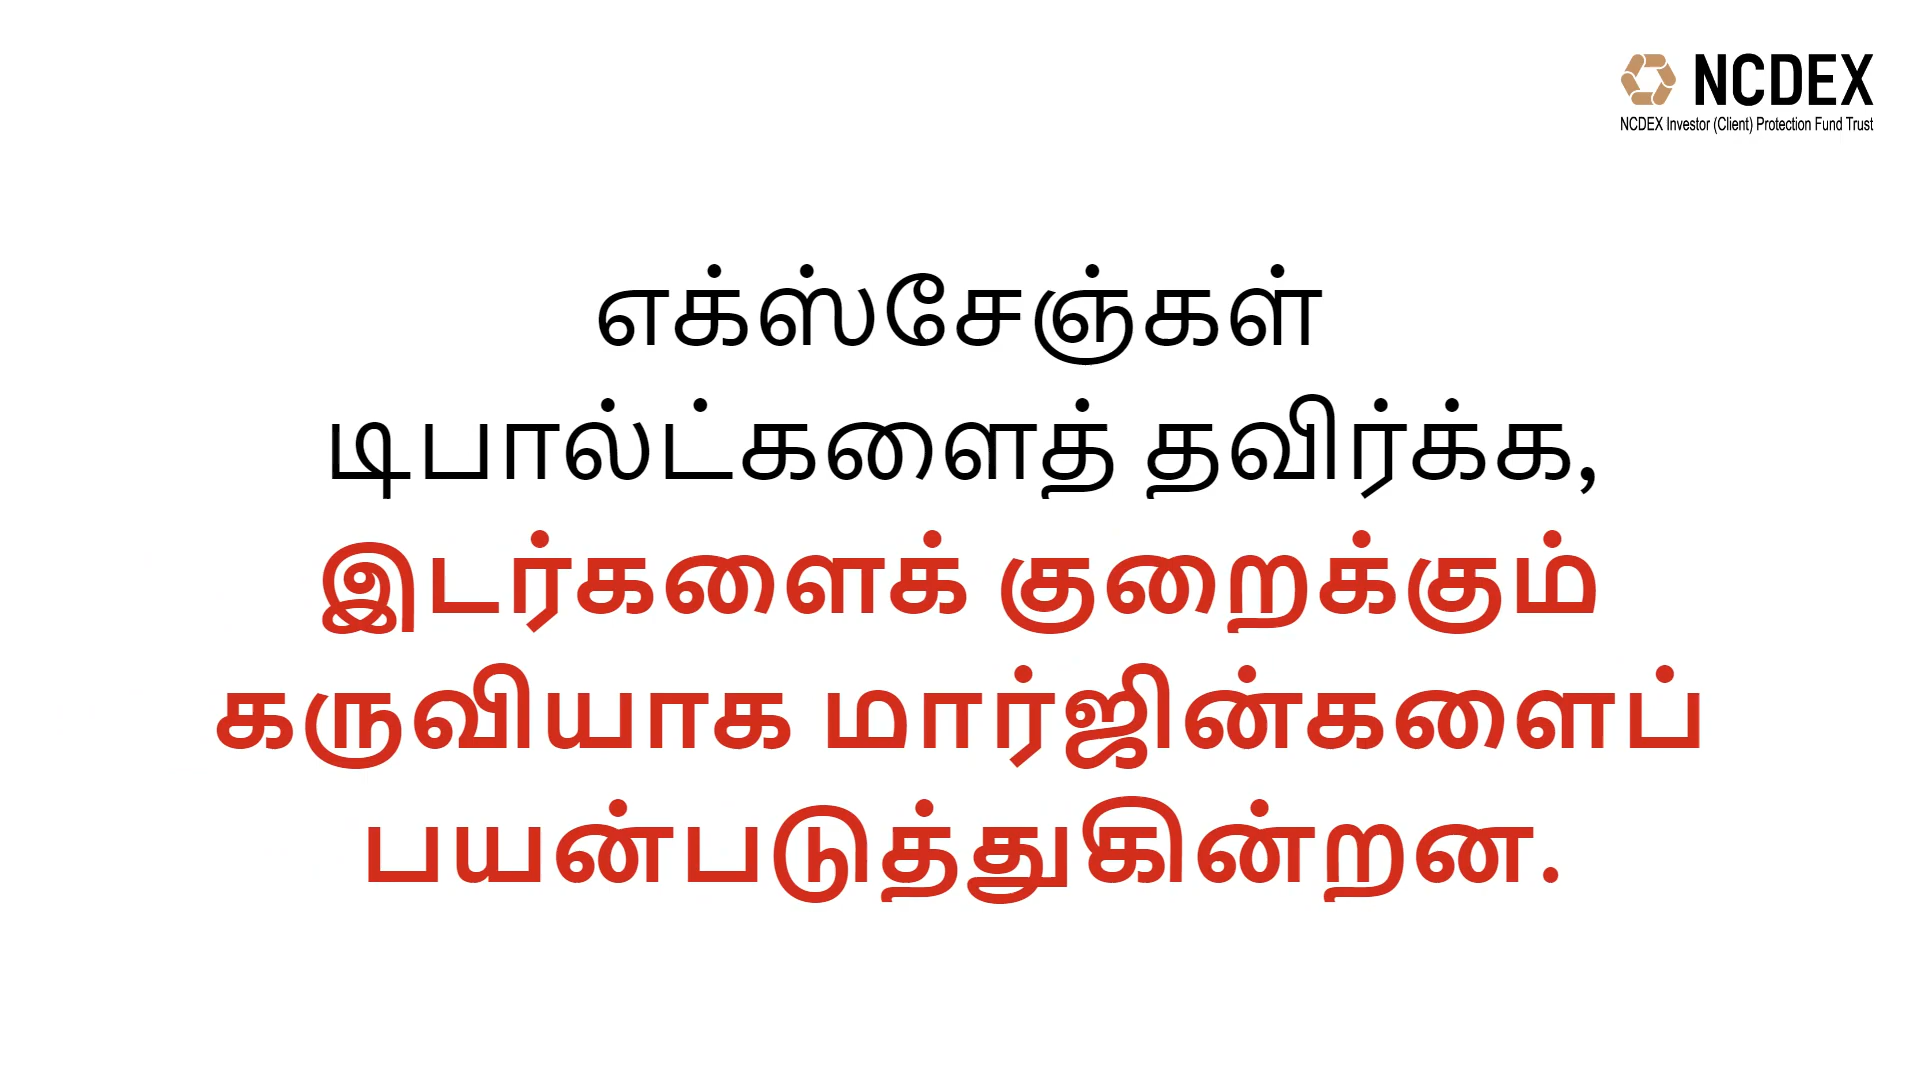 NCDEX
NCDEX Investor (Client) Protection Fund Trust
எக்ஸ்சேஞ்கள்
டிபால்ட்களைத் தவிர்க்க,
இடர்களைக் குறைக்கும்
கருவியாக மார்ஜின்களைப்
பயன்படுத்துகின்றன.